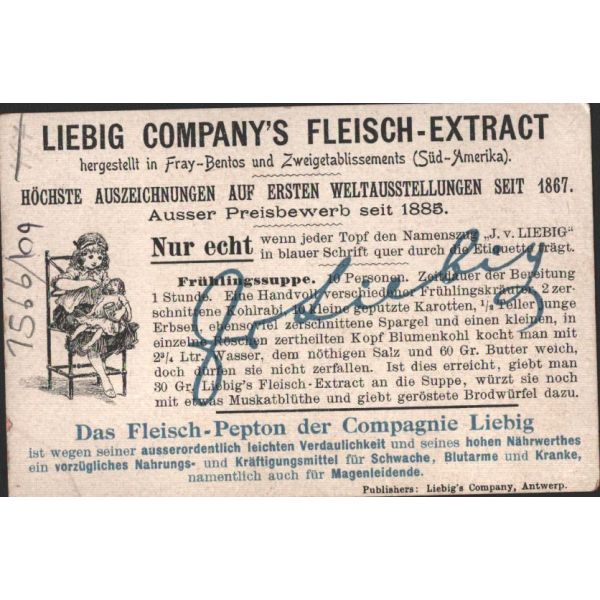 LIEBIG COMPANY'S FLEISCH-EXTRACT
hergestellt in Fray-Bentos und Zweigetablissements (Süd-Amerika).
HÖCHSTE AUSZEICHNUNGEN AUF ERSTEN WELTAUSSTELLUNGEN SEIT 1867.
Ausser Preisbewerb seit 1885.
Nur echt wenn jeder Topf den Namenszug „J. v. LIEBIG"
in blauer Schrift quer durch die Etiquette trägt.
Frühlingssuppe. 10 Personen. Zeitdauer der Bereitung
1 Stunde. Eine Handvoll verschiedener Frühlingskräuter, 2 zer-
schnittene Kohlrabi, 10 kleine geputzte Karotten, 1/2 Teller junge
Erbsen, ebensoviel zerschnittene Spargel und einen kleinen, in
einzelne Röschen zertheilten Kopf Blumenkohl kocht man mit
2 3/4 Ltr. Wasser, dem nöthigen Salz und 60 Gr. Butter weich,
doch dürfen sie nicht zerfallen. Ist dies erreicht, giebt man
30 Gr. Liebig's Fleisch-Extract an die Suppe, würzt sie noch
mit etwas Muskatblüthe und giebt geröstete Brodwürfel dazu.
J v Liebig
Das Fleisch-Pepton der Compagnie Liebig
ist wegen seiner ausserordentlich leichten Verdaulichkeit und seines hohen Nährwerthes
ein vorzügliches Nahrungs- und Kräftigungsmittel für Schwache, Blutarme und Kranke,
namentlich auch für Magenleidende.
Publishers: Liebig's Company, Antwerp.
1566/09